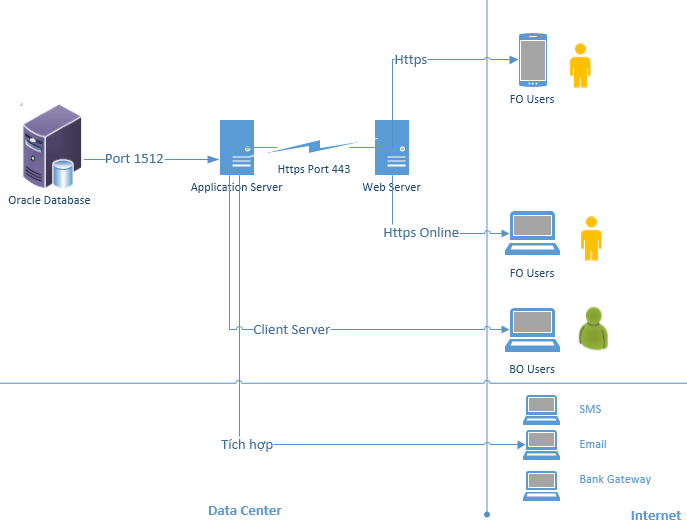 Https
FO Users
Port 1512
Https Port 443
Oracle Database
Application Server
Web Server
Https Online
FO Users
Client Server
BO Users
SMS
Tích hợp
Email
Bank Gateway
Data Center
Internet